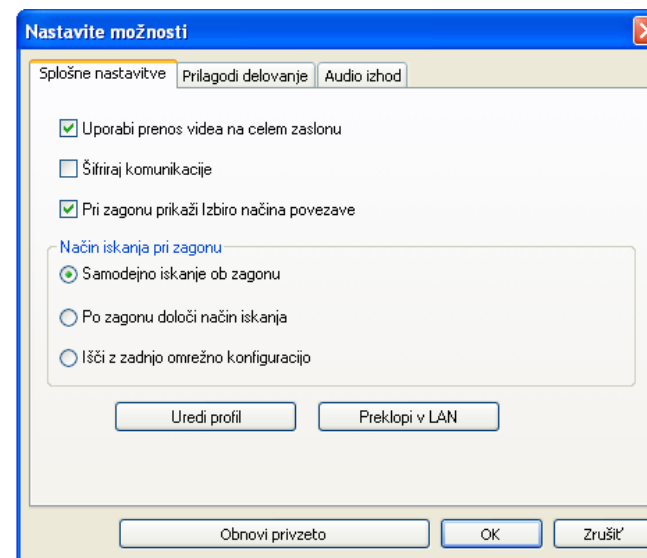 Nastavite možnosti
Splošne nastavitve Prilagodi delovanje Audio izhod
Uporabi prenos videa na celem zaslonu
Šifriraj komunikacije
Pri zagonu prikaži Izbiro načina povezave
Način iskanja pri zagonu
Samodejno iskanje ob zagonu
Po zagonu določi način iskanja
Išči z zadnjo omrežno konfiguracijo
Uredi profil Preklopi v LAN
Obnovi privzeto OK Zrušiť